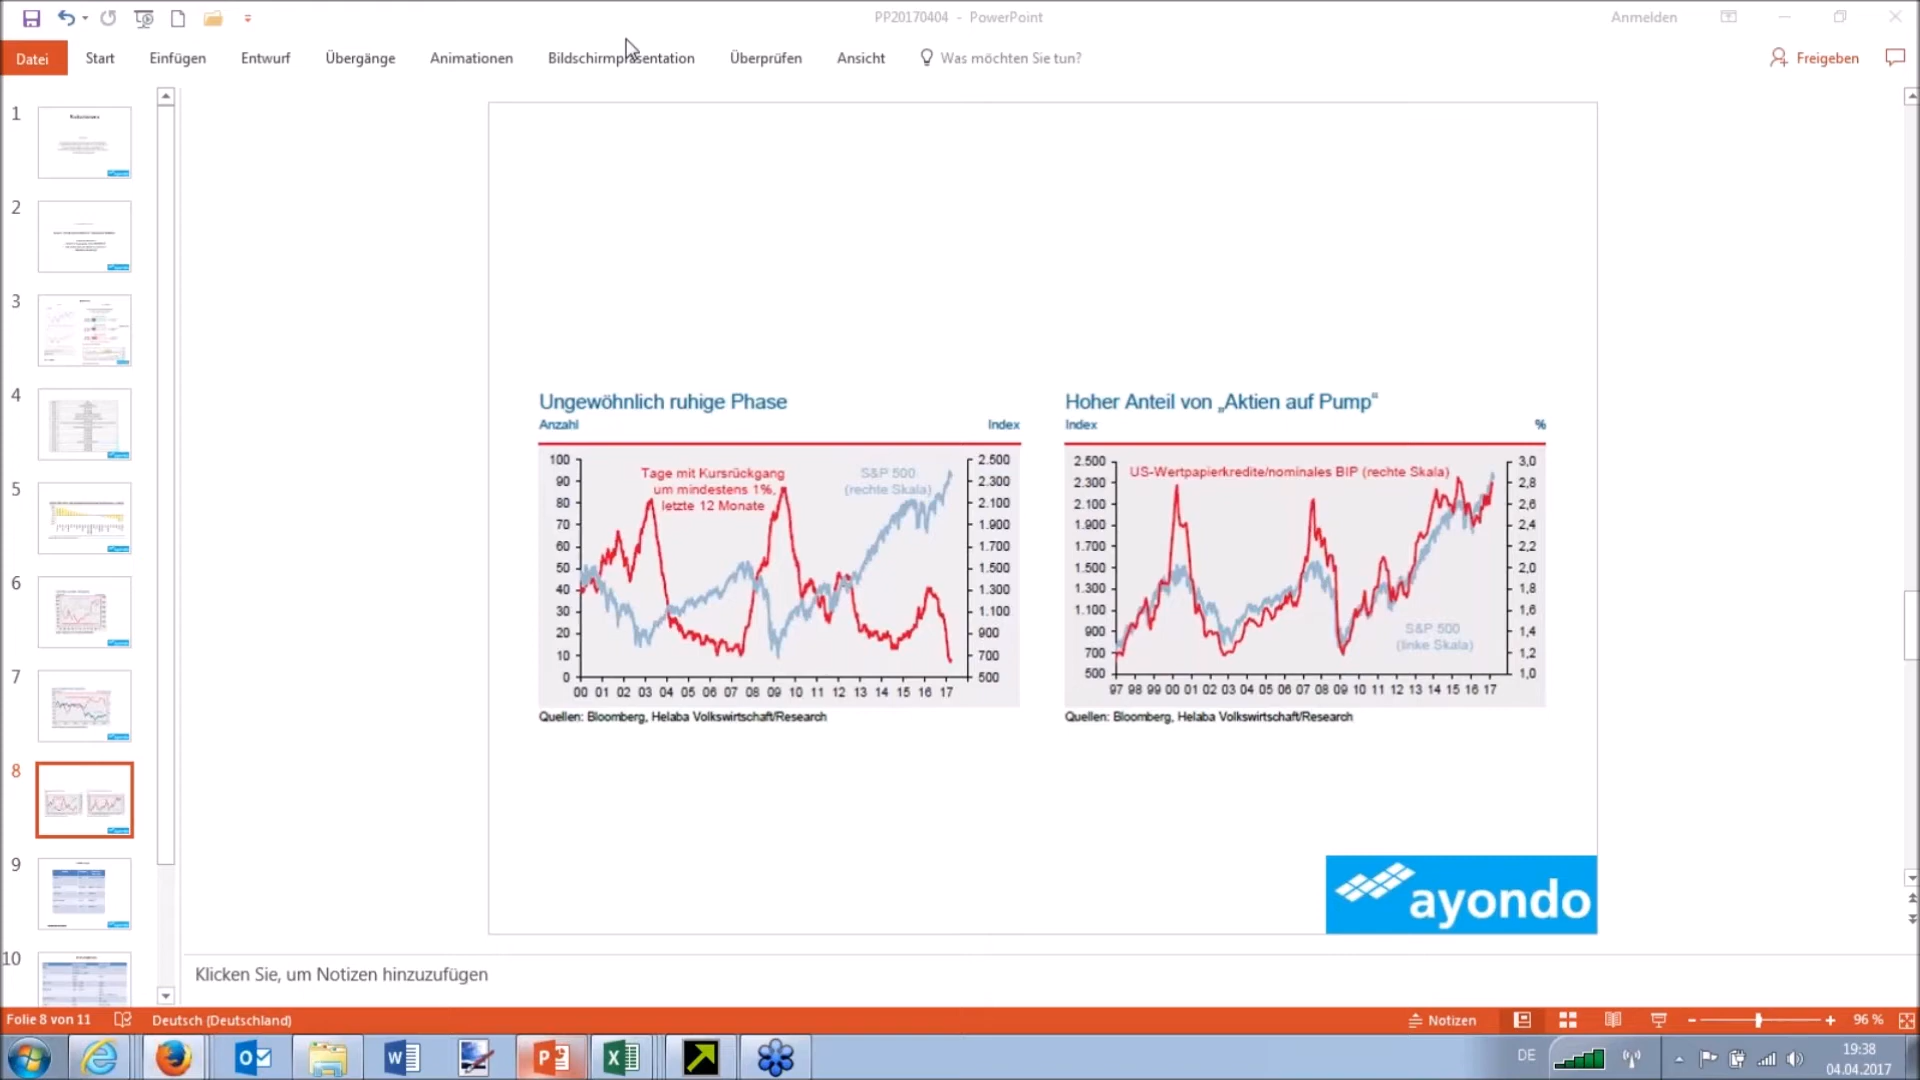 PP20170404 - PowerPoint
Anmelden
Datei
Start
Einfügen
Entwurf
Übergänge
Animationen
Bildschirmpräsentation
Überprüfen
Ansicht
Was möchten Sie tun?
Freigeben
1
2
3
4
5
6
7
8
9
10
Ungewöhnlich ruhige Phase
Anzahl Index
Tage mit Kursrückgang
um mindestens 1%,
letzte 12 Monate
S&P 500
(rechte Skala)
100
90
80
70
60
50
40
30
20
10
0
2.500
2.300
2.100
1.900
1.700
1.500
1.300
1.100
900
700
500
00 01 02 03 04 05 06 07 08 09 10 11 12 13 14 15 16 17
Quellen: Bloomberg, Helaba Volkswirtschaft/Research
Hoher Anteil von „Aktien auf Pump“
Index %
US-Wertpapierkredite/nominales BIP (rechte Skala)
S&P 500
(linke Skala)
2.500
2.300
2.100
1.900
1.700
1.500
1.300
1.100
900
700
500
3,0
2,8
2,6
2,4
2,2
2,0
1,8
1,6
1,4
1,2
1,0
97 98 99 00 01 02 03 04 05 06 07 08 09 10 11 12 13 14 15 16 17
Quellen: Bloomberg, Helaba Volkswirtschaft/Research
ayondo
Klicken Sie, um Notizen hinzuzufügen
Folie 8 von 11
Deutsch (Deutschland)
Notizen
96 %
DE
19:38
04.04.2017